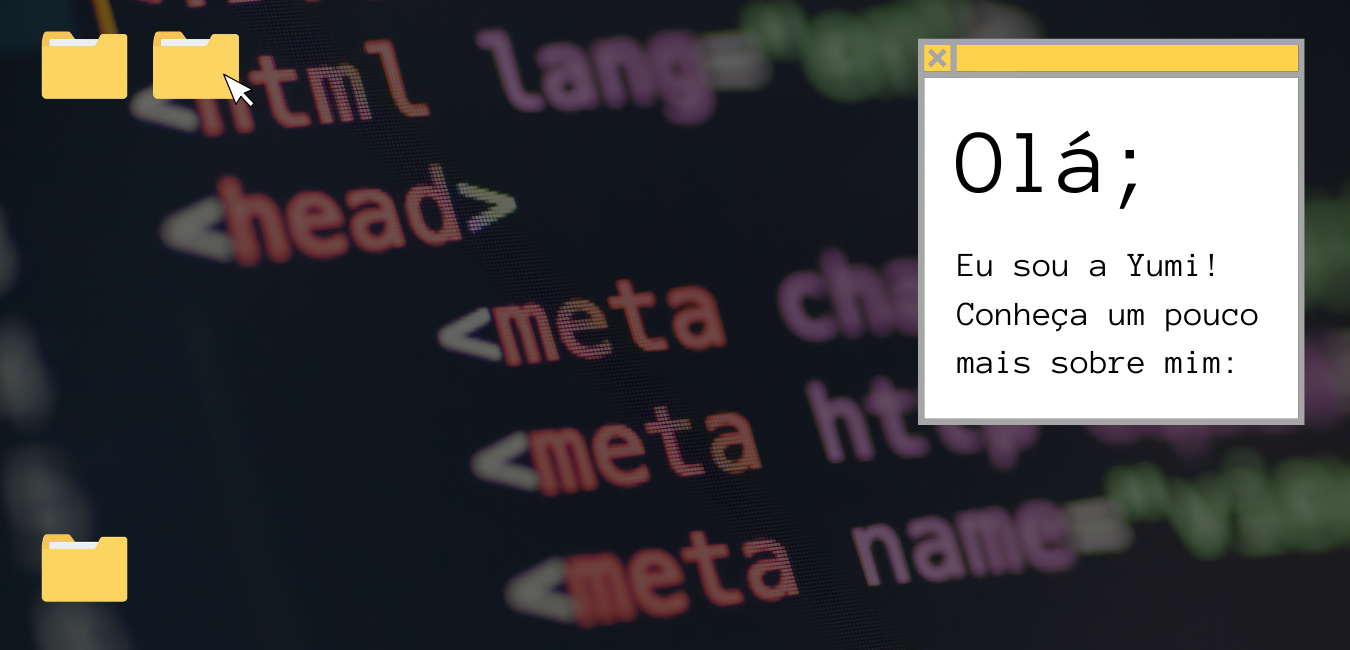 <html lang="en
<head>
<meta cha
<meta http-equi
<meta name="vie
Olá;
Eu sou a Yumi!
Conheça um pouco
mais sobre mim: